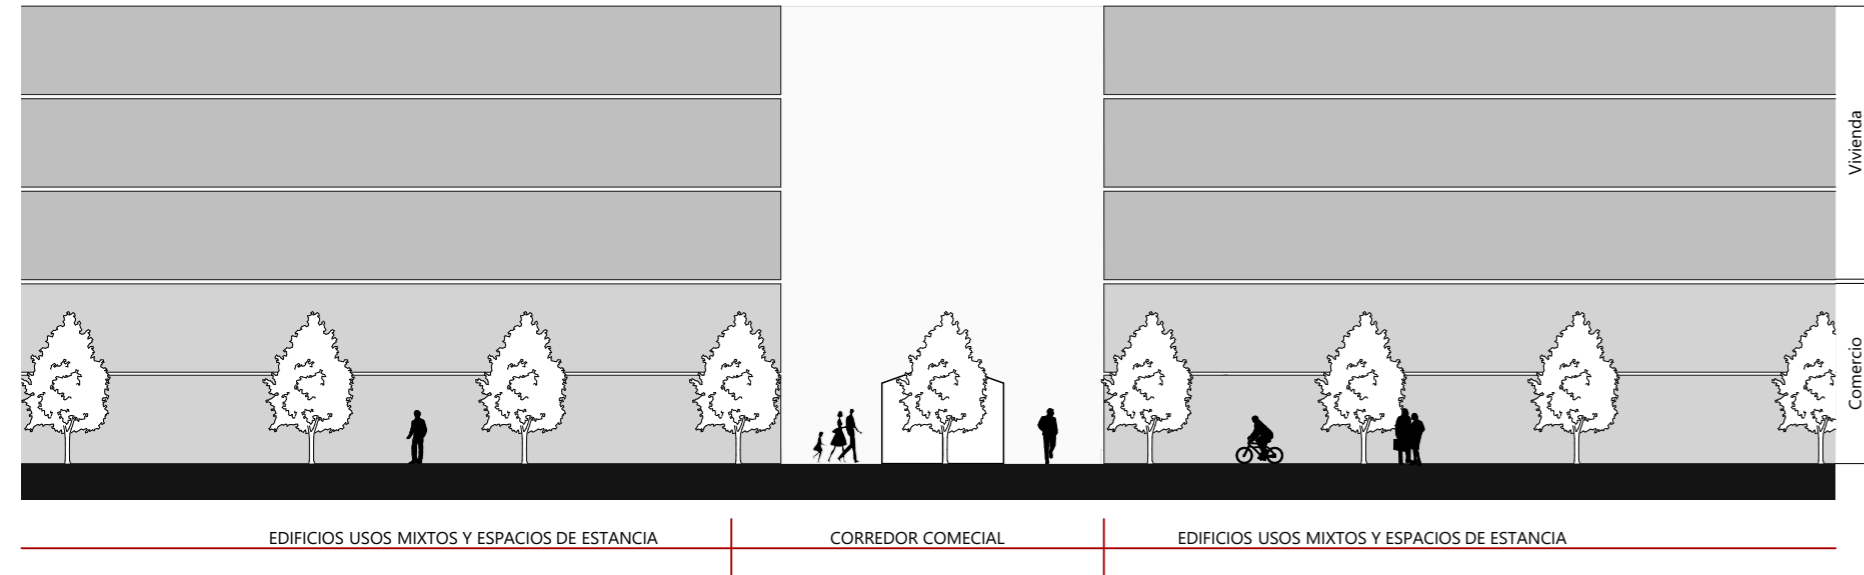 Vivienda
Comercio
EDIFICIOS USOS MIXTOS Y ESPACIOS DE ESTANCIA
CORREDOR COMECIAL
EDIFICIOS USOS MIXTOS Y ESPACIOS DE ESTANCIA